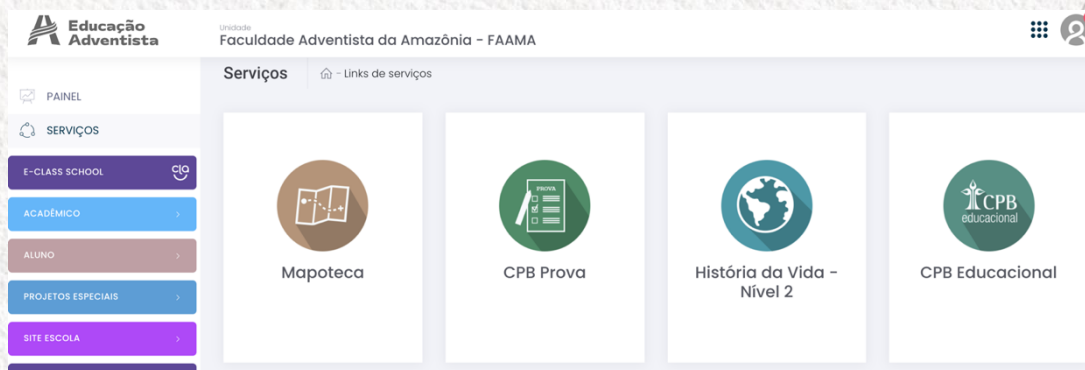 Educação
Adventista
Unidade
Faculdade Adventista da Amazônia - FAAMA
Serviços
- Links de serviços
PAINEL
SERVIÇOS
E-CLASS SCHOOL
ACADÊMICO
ALUNO
PROJETOS ESPECIAIS
SITE ESCOLA
PROVA
CPB
educacional
Mapoteca
CPB Prova
História da Vida -
Nível 2
CPB Educacional